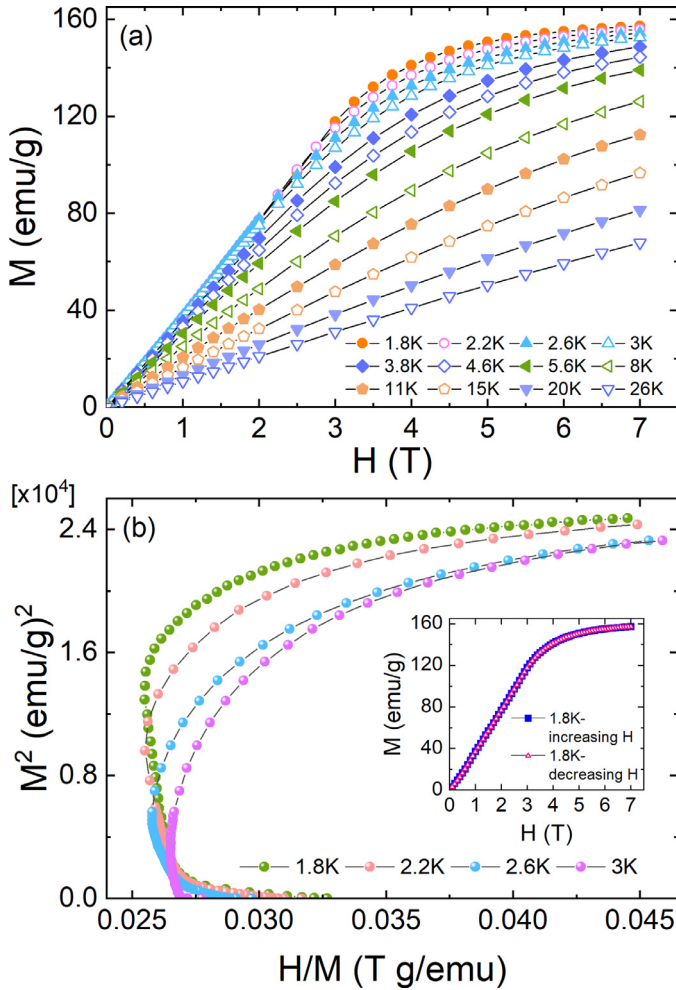 (a)
160
120
80
40
0
M (emu/g)
1.8K 2.2K 2.6K 3K
3.8K 4.6K 5.6K 8K
11K 15K 20K 26K
0 1 2 3 4 5 6 7
H (T)
[x10⁴]
(b)
2.4
1.6
0.8
0.0
M² (emu/g)²
160
120
80
40
0
M (emu/g)
1.8K-
increasing H
1.8K-
decreasing H
0 1 2 3 4 5 6 7
H (T)
1.8K 2.2K 2.6K 3K
0.025 0.030 0.035 0.040 0.045
H/M (T g/emu)